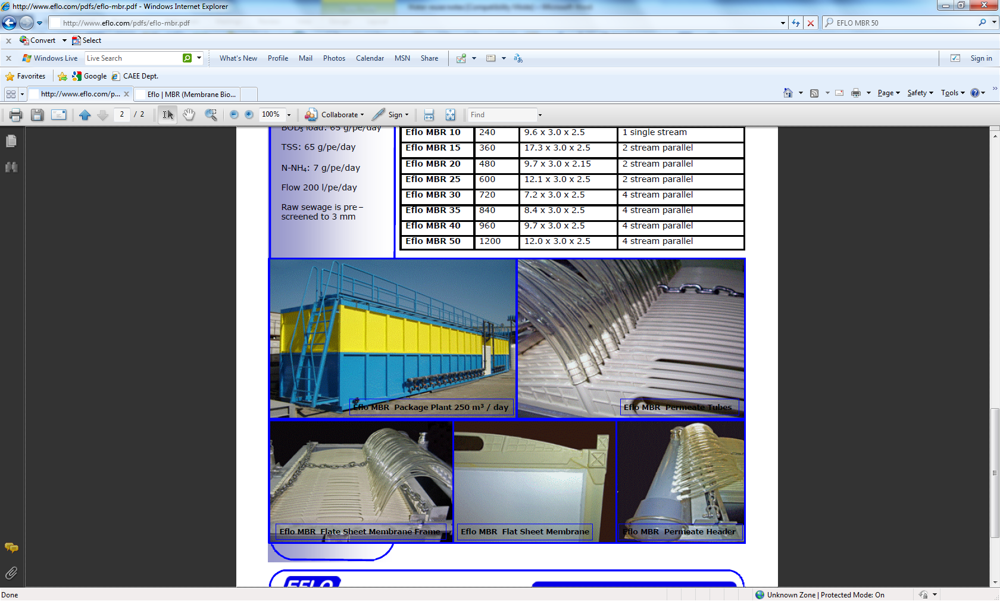 http://www.eflo.com/pdfs/eflo-mbr.pdf - Windows Internet Explorer
http://www.eflo.com/pdfs/eflo-mbr.pdf
EFLO MBR 50
x Convert Select
x Windows Live Live Search What's New Profile Mail Photos Calendar MSN Share Sign in
Favorites Google CAEE Dept.
http://www.eflo.com/p... x Eflo | MBR (Membrane Bio... Page Safety Tools
2 / 2 100% Collaborate Sign Find
BOD5 load: 65 g/pe/day
TSS: 65 g/pe/day
N-NH4: 7 g/pe/day
Flow 200 l/pe/day
Raw sewage is pre–
screened to 3 mm
Eflo MBR 10 240 9.6 x 3.0 x 2.5 1 single stream
Eflo MBR 15 360 17.3 x 3.0 x 2.5 2 stream parallel
Eflo MBR 20 480 9.7 x 3.0 x 2.15 2 stream parallel
Eflo MBR 25 600 12.1 x 3.0 x 2.5 2 stream parallel
Eflo MBR 30 720 7.2 x 3.0 x 2.5 4 stream parallel
Eflo MBR 35 840 8.4 x 3.0 x 2.5 4 stream parallel
Eflo MBR 40 960 9.7 x 3.0 x 2.5 4 stream parallel
Eflo MBR 50 1200 12.0 x 3.0 x 2.5 4 stream parallel
Eflo MBR Package Plant 250 m³ / day
Eflo MBR Permeate Tubes
Eflo MBR Flate Sheet Membrane Frame
Eflo MBR Flat Sheet Membrane
Eflo MBR Permeate Header
EFLO
Done
Unknown Zone | Protected Mode: On